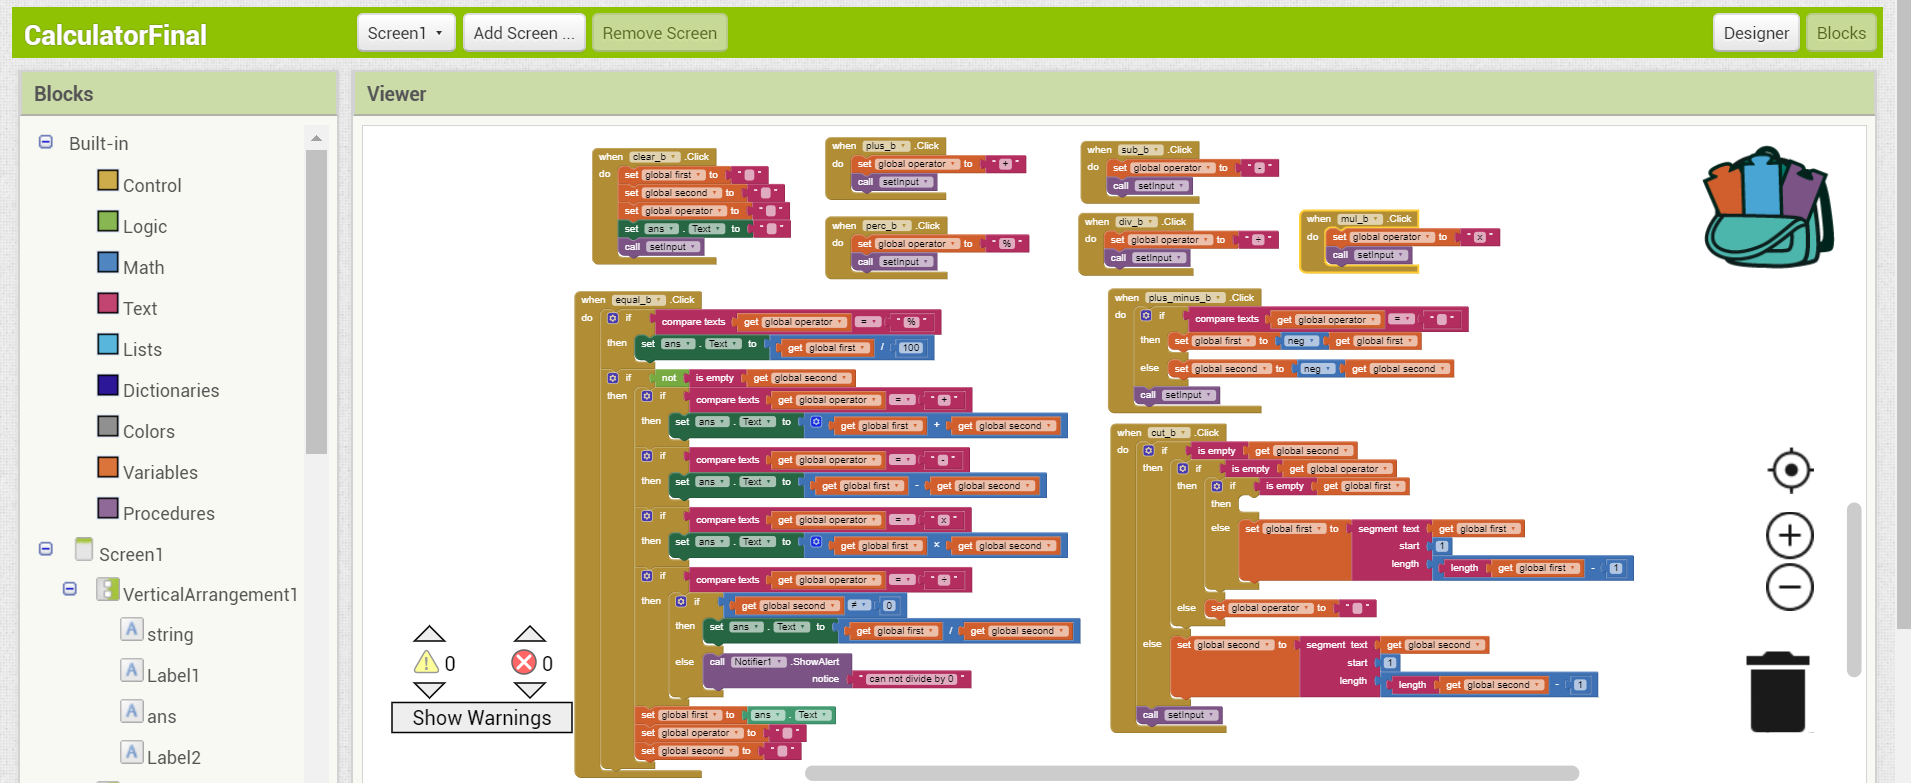 CalculatorFinal
Screen1 Add Screen ... Remove Screen
Designer Blocks
Blocks
Built-in
Control
Logic
Math
Text
Lists
Dictionaries
Colors
Variables
Procedures
Screen1
VerticalArrangement1
string
Label1
ans
Label2
Viewer
when clear_b .Click
do set global first to " "
set global second to " "
set global operator to " "
set ans . Text to " "
call setInput
when plus_b .Click
do set global operator to " + "
call setInput
when sub_b .Click
do set global operator to " - "
call setInput
when perc_b .Click
do set global operator to " % "
call setInput
when div_b .Click
do set global operator to " ÷ "
call setInput
when mul_b .Click
do set global operator to " x "
call setInput
when equal_b .Click
do if compare texts get global operator = " % "
then set ans . Text to get global first / 100
if not is empty get global second
then if compare texts get global operator = " + "
then set ans . Text to get global first + get global second
if compare texts get global operator = " - "
then set ans . Text to get global first - get global second
if compare texts get global operator = " x "
then set ans . Text to get global first × get global second
if compare texts get global operator = " ÷ "
then if get global second ≠ 0
then set ans . Text to get global first / get global second
else call Notifier1 .ShowAlert
notice " can not divide by 0 "
set global first to ans . Text
set global operator to " "
set global second to " "
when plus_minus_b .Click
do if compare texts get global operator = " "
then set global first to neg get global first
else set global second to neg get global second
call setInput
when cut_b .Click
do if is empty get global second
then if is empty get global operator
then if is empty get global first
then
else set global first to segment text get global first
start 1
length length get global first - 1
else set global operator to " "
else set global second to segment text get global second
start 1
length length get global second - 1
call setInput
0 0
Show Warnings